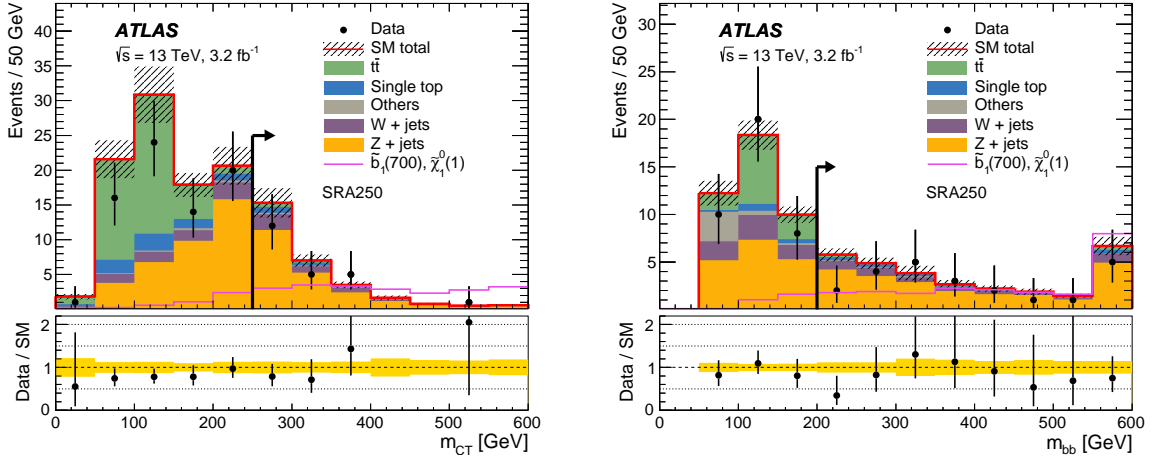 Events / 50 GeV
40
35
30
25
20
15
10
5
ATLAS
√s = 13 TeV, 3.2 fb⁻¹
Data
SM total
tt̄
Single top
Others
W + jets
Z + jets
b̃₁(700), χ̃₁⁰(1)
SRA250
Data / SM
2
1
0
0 100 200 300 400 500 600
m_CT [GeV]
Events / 50 GeV
30
25
20
15
10
5
ATLAS
√s = 13 TeV, 3.2 fb⁻¹
Data
SM total
tt̄
Single top
Others
W + jets
Z + jets
b̃₁(700), χ̃₁⁰(1)
SRA250
Data / SM
2
1
0
0 100 200 300 400 500 600
m_bb [GeV]